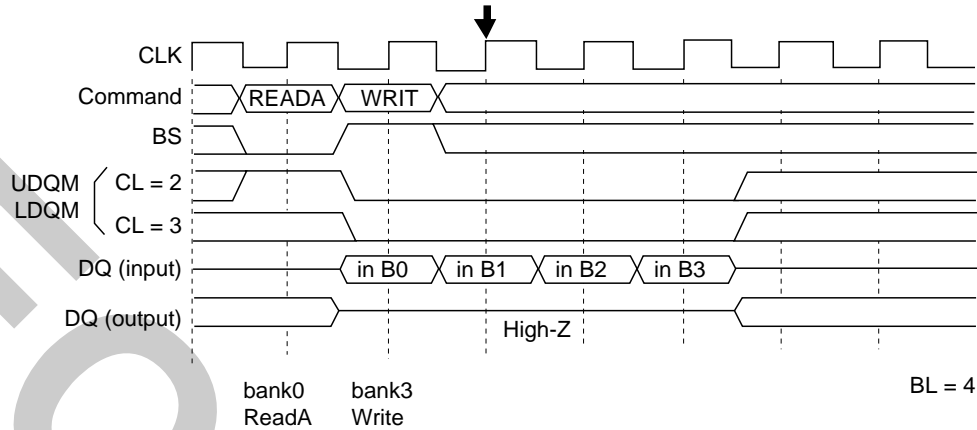 CLK
Command READA WRIT
BS
UDQM
LDQM
CL = 2
CL = 3
DQ (input) in B0 in B1 in B2 in B3
DQ (output)
High-Z
bank0 bank3 BL = 4
ReadA Write